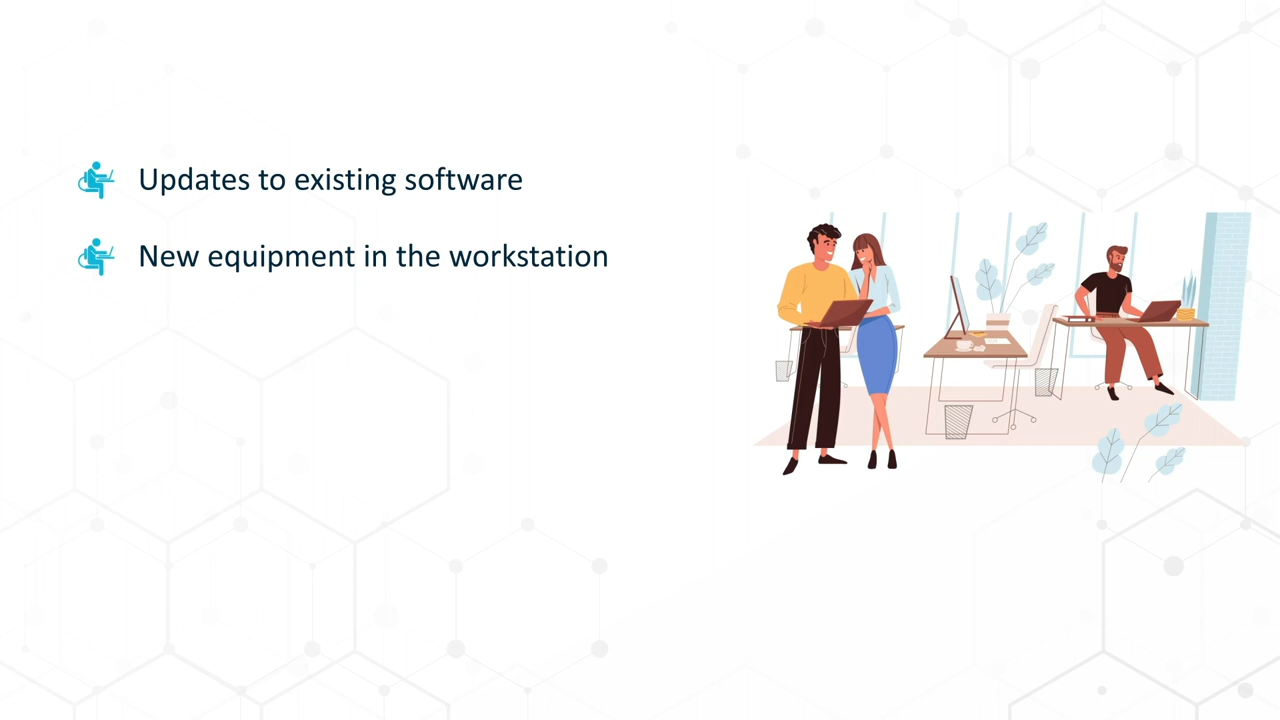 Updates to existing software
New equipment in the workstation